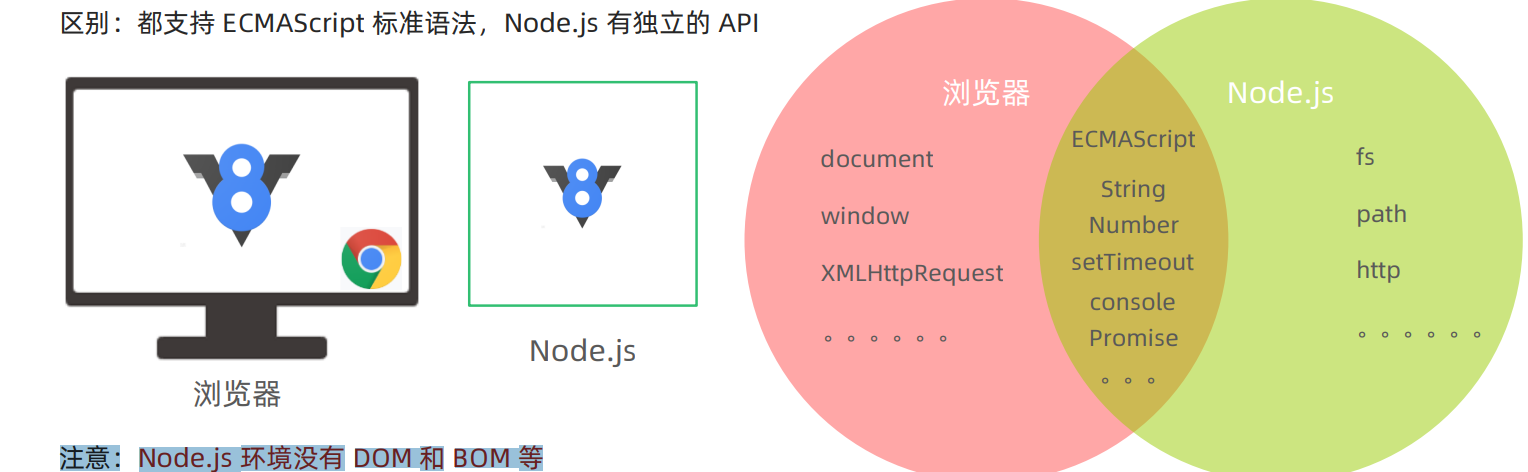 区别：都支持 ECMAScript 标准语法，Node.js 有独立的 API
浏览器
Node.js
注意：Node.js 环境没有 DOM 和 BOM 等
浏览器
document
window
XMLHttpRequest
。。。。。。
ECMAScript
String
Number
setTimeout
console
Promise
。。。
Node.js
fs
path
http
。。。。。。